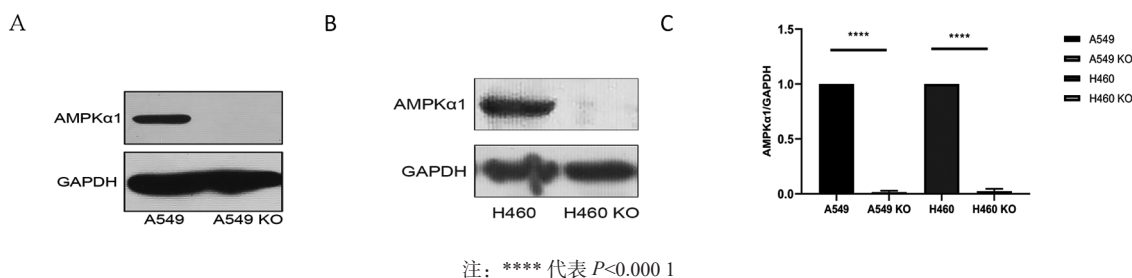 A
AMPKα1
GAPDH
A549 A549 KO
B
AMPKα1
GAPDH
H460 H460 KO
C
AMPKα1/GAPDH
1.5
1.0
0.5
0.0
**** ****
A549 A549 KO H460 H460 KO
A549
A549 KO
H460
H460 KO
注：**** 代表 P<0.000 1